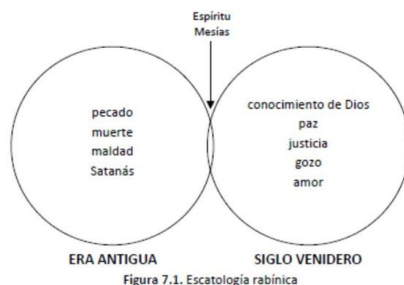 Espíritu
Mesías
pecado
muerte
maldad
Satanás
conocimiento de Dios
paz
justicia
gozo
amor
ERA ANTIGUA
SIGLO VENIDERO
Figura 7.1. Escatología rabínica